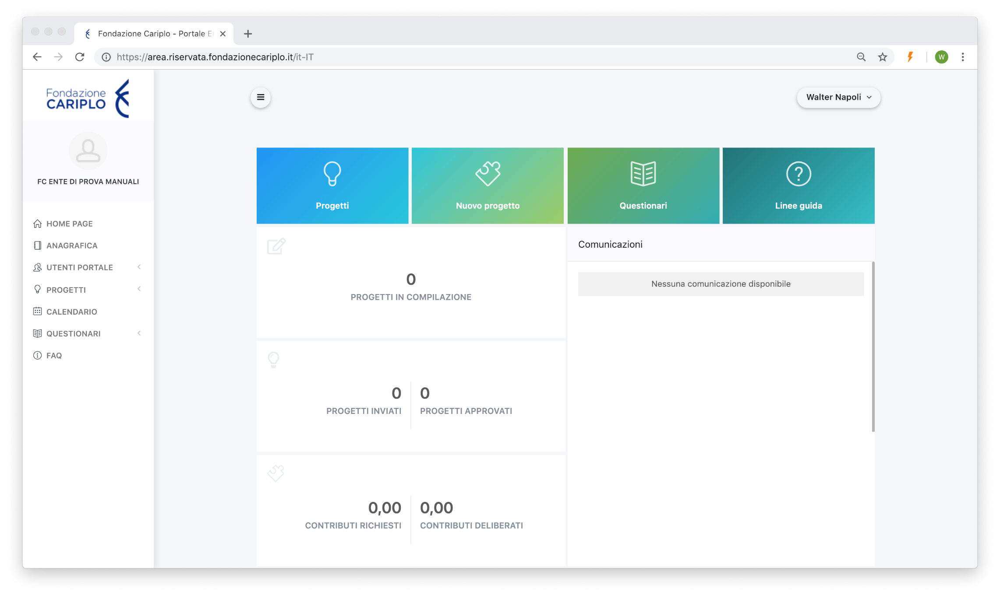 Fondazione Cariplo - Portale E
https://area.riservata.fondazionecariplo.it/it-IT
W
Fondazione
CARIPLO
Walter Napoli
FC ENTE DI PROVA MANUALI
HOME PAGE
ANAGRAFICA
UTENTI PORTALE
PROGETTI
CALENDARIO
QUESTIONARI
FAQ
Progetti
Nuovo progetto
Questionari
Linee guida
0
PROGETTI IN COMPILAZIONE
0
PROGETTI INVIATI
0
PROGETTI APPROVATI
0,00
CONTRIBUTI RICHIESTI
0,00
CONTRIBUTI DELIBERATI
Comunicazioni
Nessuna comunicazione disponibile